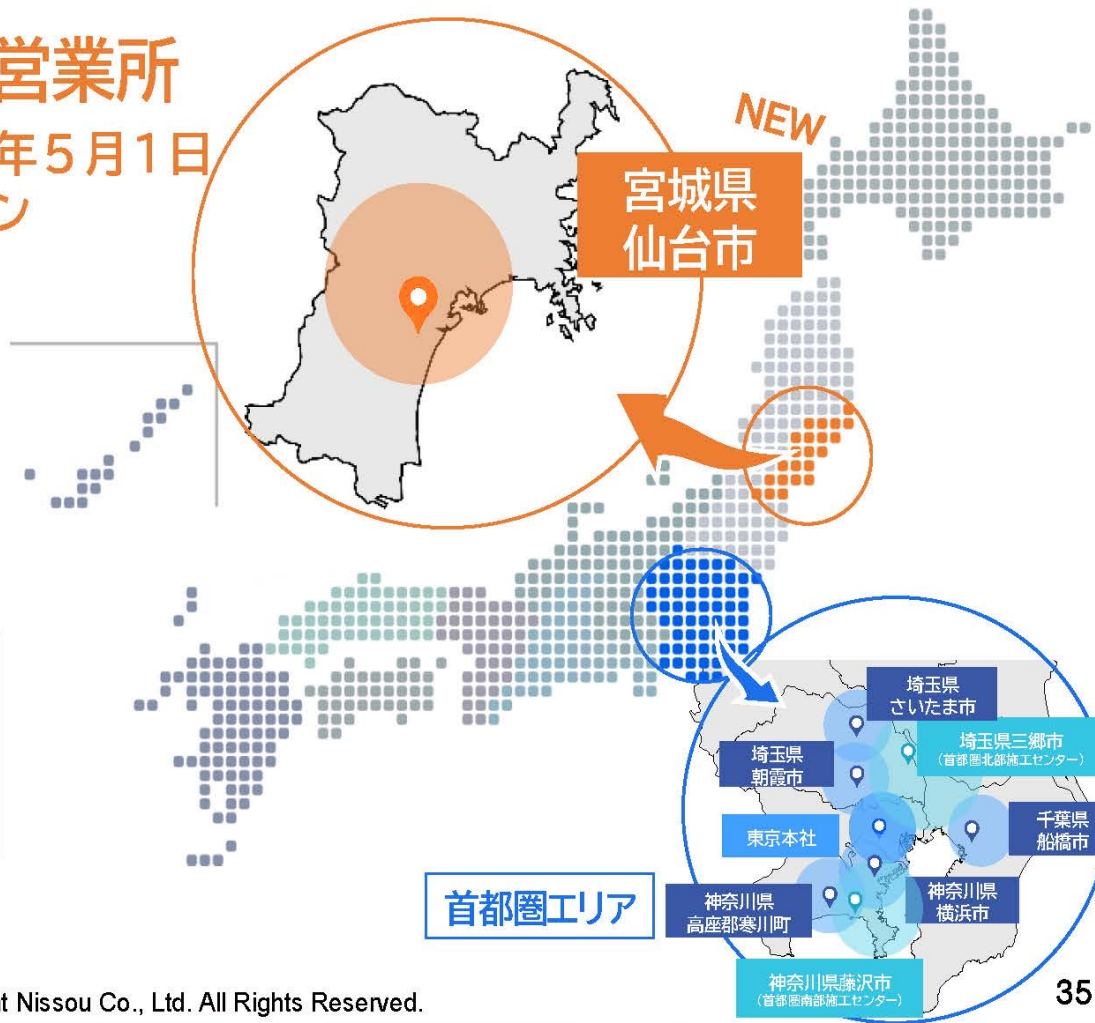 営業所
年5月1日
ン
NEW
宮城県
仙台市
埼玉県
さいたま市
埼玉県三郷市
（首都圏北部施工センター）
埼玉県
朝霞市
東京本社
千葉県
船橋市
首都圏エリア
神奈川県
高座郡寒川町
神奈川県
横浜市
神奈川県藤沢市
（首都圏南部施工センター）
t Nissou Co., Ltd. All Rights Reserved.
35